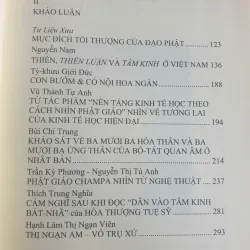 II
KHẢO LUẬN
Tư Liệu Xưa
MỤC ĐÍCH TỐI THƯỢNG CỦA ĐẠO PHẬT ............ 123
Nguyễn Nam
THIỀN, THIỀN LUẬN VÀ TÂM KINH Ở VIỆT NAM 136
Tỳ-khưu Giới Đức
CON BƯỚM & CÓ NỘI HOA NGÀN ............ 188
Vũ Thành Tự Anh
TỪ TÁC PHẨM "NỀN TẢNG KINH TẾ HỌC THEO
CÁCH NHÌN PHẬT GIÁO" NHÌN VỀ TƯƠNG LAI
CỦA KINH TẾ HỌC HIỆN ĐẠI ............ 194
Bùi Chí Trung
KHẢO SÁT VỀ BA MƯƠI BA HÓA THÂN VÀ BA
MƯƠI BA ỨNG THÂN CỦA BỒ-TÁT QUAN ÂM Ở
NHẬT BẢN ............ 213
Trần Kỳ Phương - Nguyễn Thị Tú Anh
PHẬT GIÁO CHAMPA NHÌN TỪ NGHỆ THUẬT .... 237
Thích Trung Nghĩa
CẢM NGHĨ SAU KHI ĐỌC "DẪN VÀO TÂM KINH
BÁT-NHÃ" của HÒA THƯỢNG TUỆ SỸ ............ 281
Hạnh Lâm Thị Ngạn Viên
THỊ NGẠN AM – VÔ TRỤ XỨ ............ 293